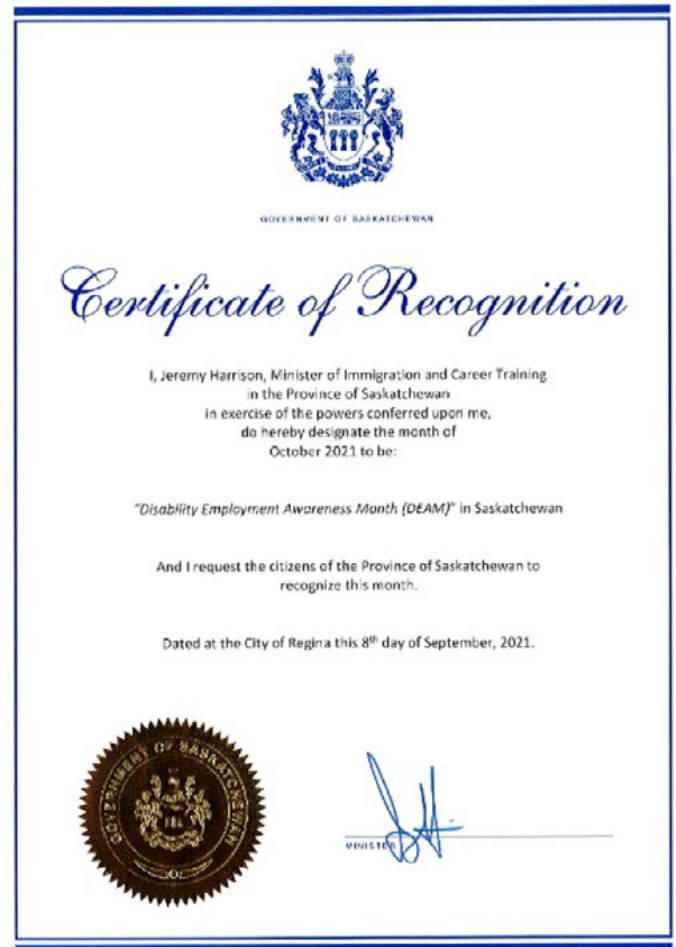 GOVERNMENT OF SASKATCHEWAN
Certificate of Recognition
I, Jeremy Harrison, Minister of Immigration and Career Training
in the Province of Saskatchewan
in exercise of the powers conferred upon me,
do hereby designate the month of
October 2021 to be:
"Disability Employment Awareness Month (DEAM)" in Saskatchewan
And I request the citizens of the Province of Saskatchewan to
recognize this month.
Dated at the City of Regina this 8th day of September, 2021.
GOVERNMENT OF SASKATCHEWAN
MINISTER